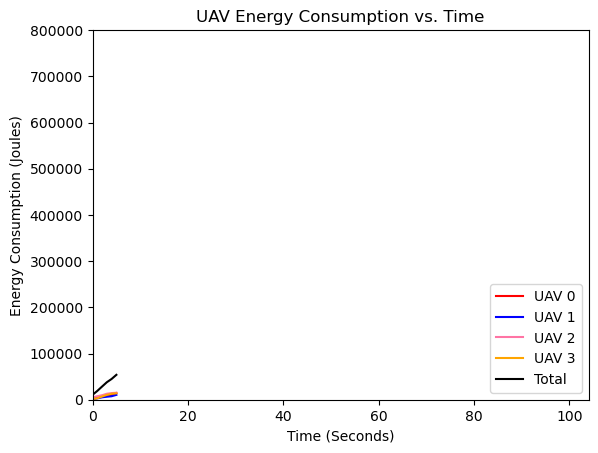 UAV Energy Consumption vs. Time
Energy Consumption (Joules)
800000
700000
600000
500000
400000
300000
200000
100000
0
0 20 40 60 80 100
Time (Seconds)
UAV 0
UAV 1
UAV 2
UAV 3
Total